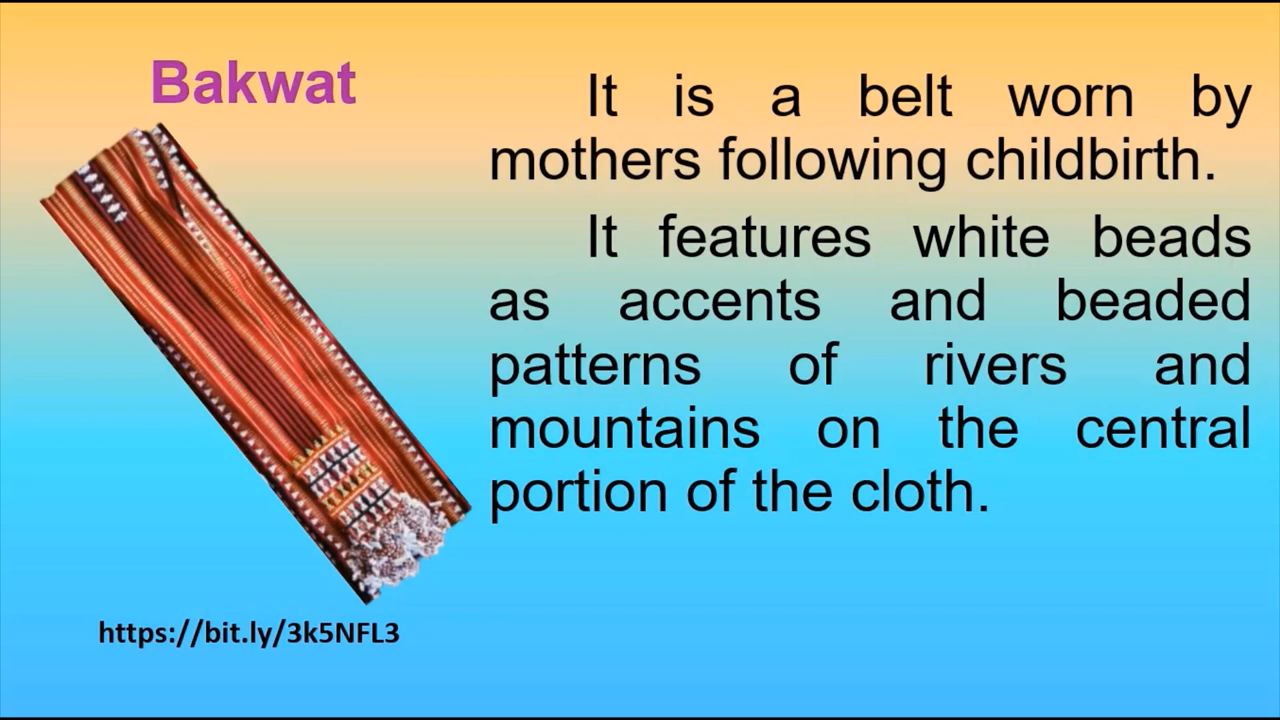 Bakwat
It is a belt worn by
mothers following childbirth.
It features white beads
as accents and beaded
patterns of rivers and
mountains on the central
portion of the cloth.
https://bit.ly/3k5NFL3